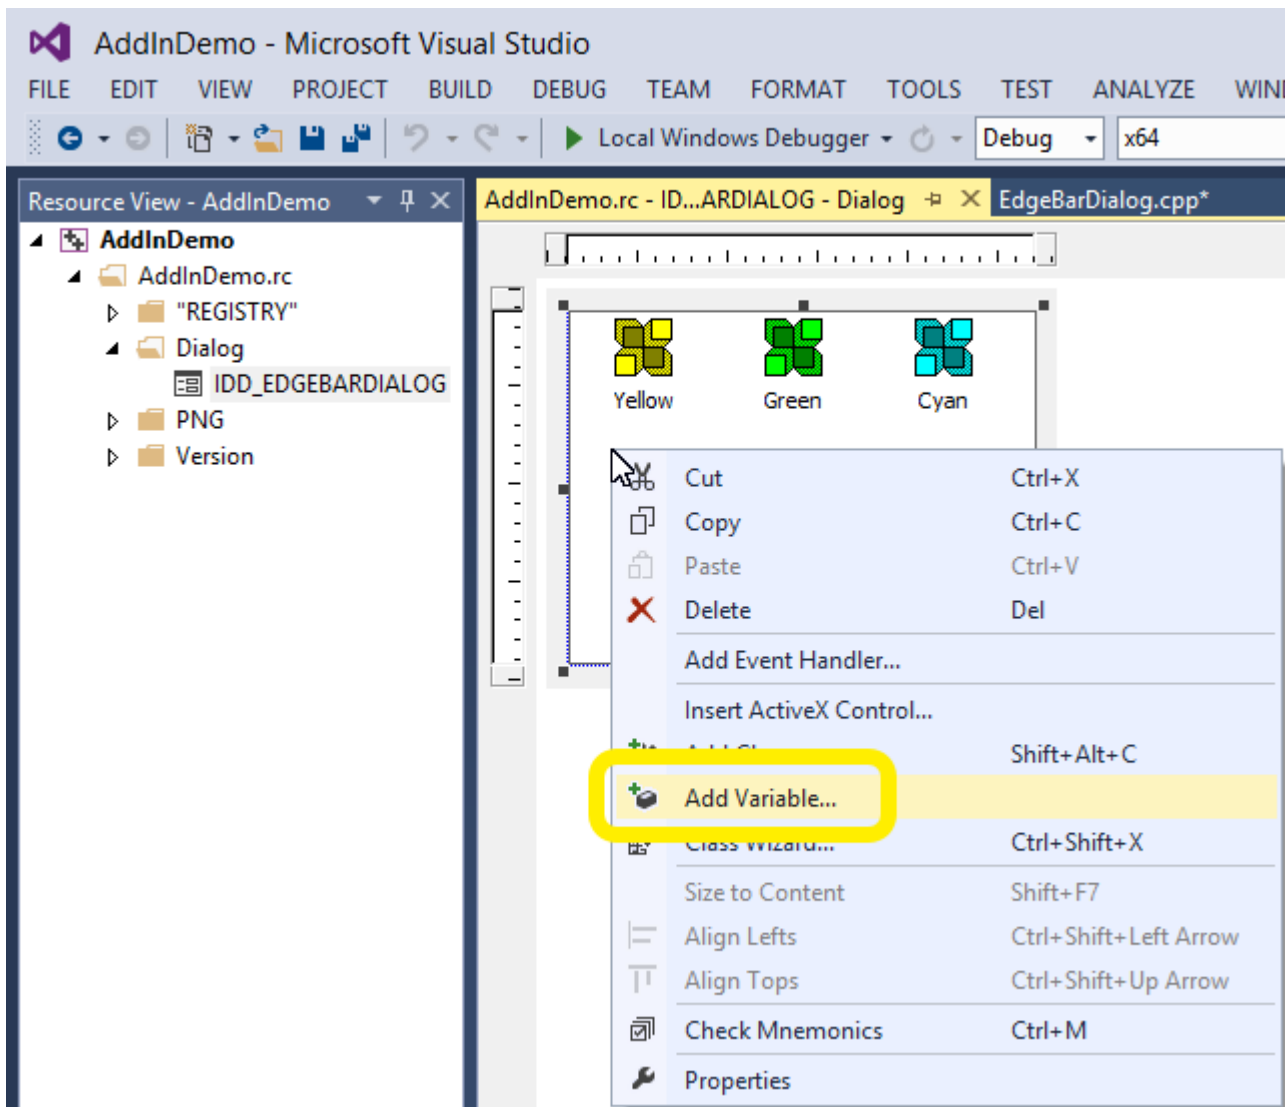 AddInDemo - Microsoft Visual Studio
FILE EDIT VIEW PROJECT BUILD DEBUG TEAM FORMAT TOOLS TEST ANALYZE
Local Windows Debugger Debug x64
Resource View - AddInDemo
AddInDemo.rc - ID...ARDIALOG - Dialog
EdgeBarDialog.cpp*
AddInDemo
AddInDemo.rc
"REGISTRY"
Dialog
IDD_EDGEBARDIALOG
PNG
Version
Yellow Green Cyan
Cut Ctrl+X
Copy Ctrl+C
Paste Ctrl+V
Delete Del
Add Event Handler...
Insert ActiveX Control...
Shift+Alt+C
Add Variable...
Class Wizard... Ctrl+Shift+X
Size to Content Shift+F7
Align Lefts Ctrl+Shift+Left Arrow
Align Tops Ctrl+Shift+Up Arrow
Check Mnemonics Ctrl+M
Properties